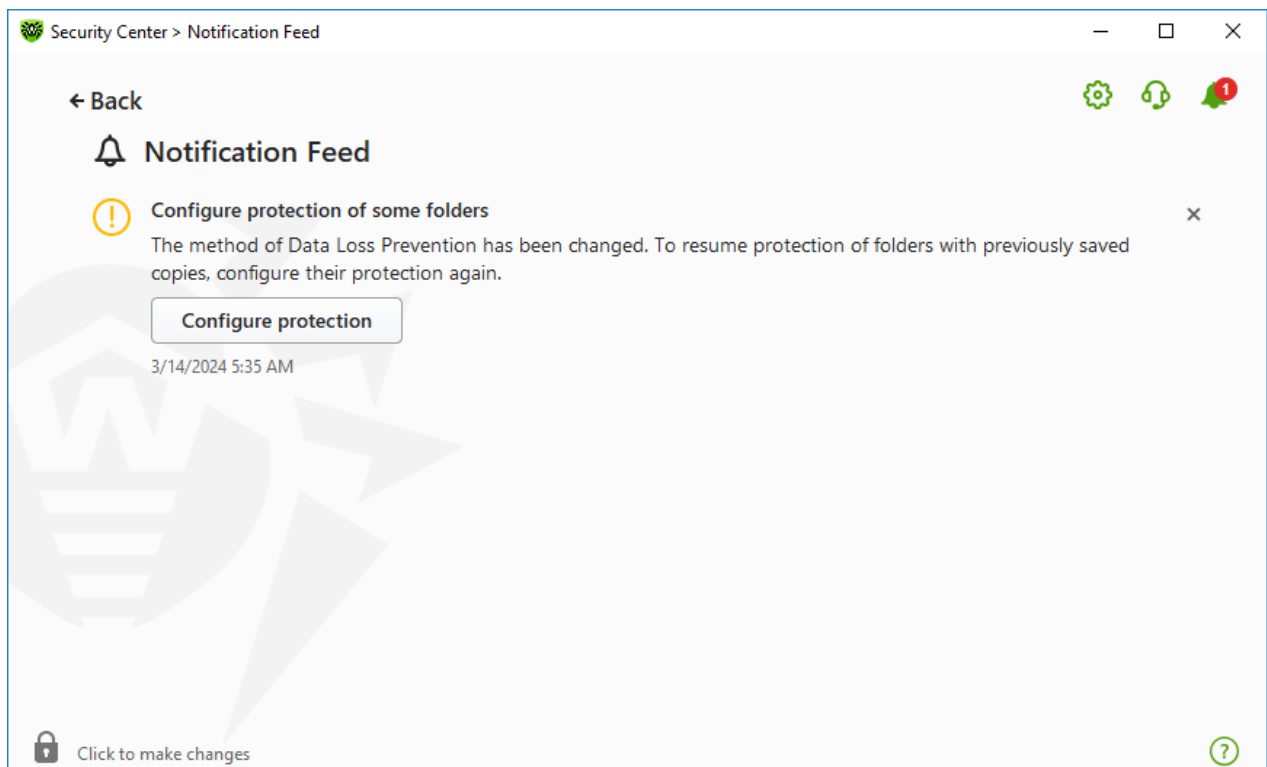 Security Center > Notification Feed
Back
1
Notification Feed
Configure protection of some folders
The method of Data Loss Prevention has been changed. To resume protection of folders with previously saved
copies, configure their protection again.
Configure protection
3/14/2024 5:35 AM
Click to make changes
?